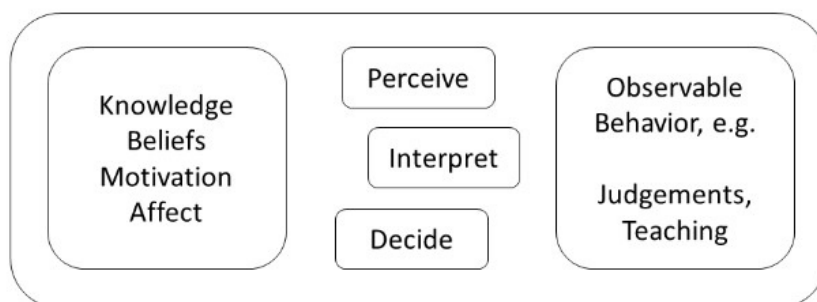 Knowledge
Beliefs
Motivation
Affect
Perceive
Interpret
Decide
Observable
Behavior, e.g.
Judgements,
Teaching